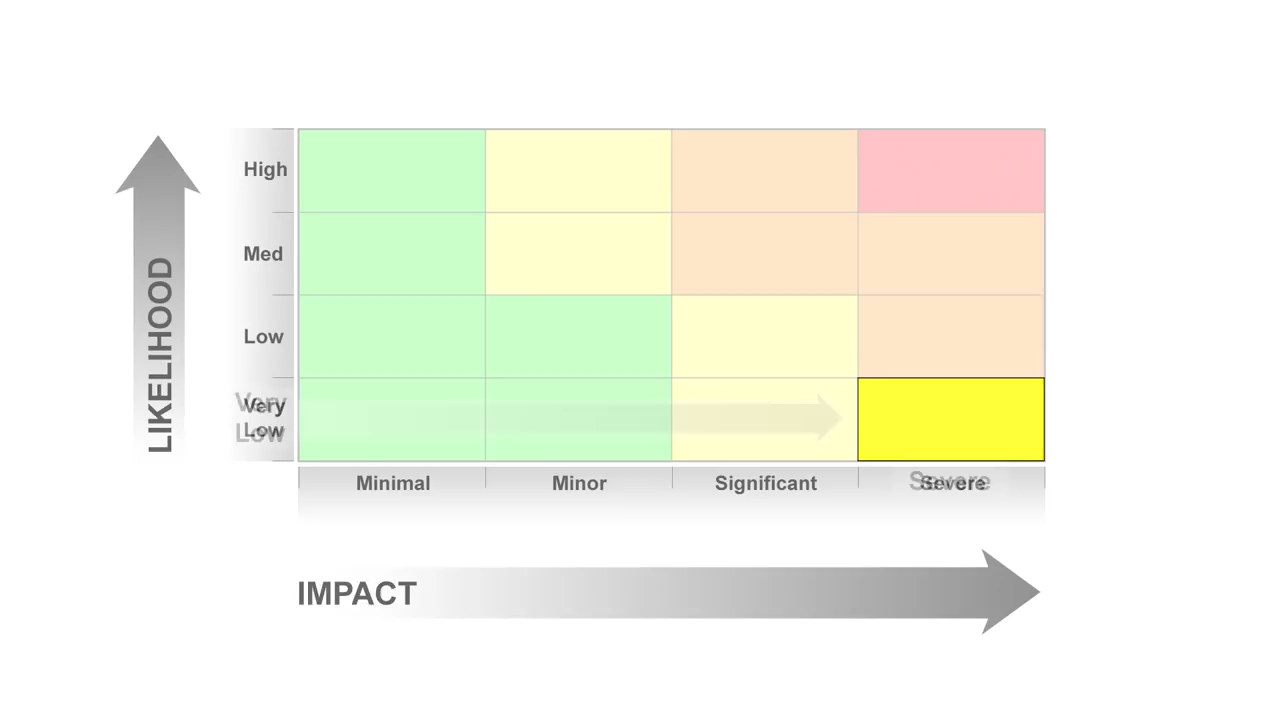 High
Med
LIKELIHOOD
Low
Very
Low
Minimal Minor Significant Severe
IMPACT